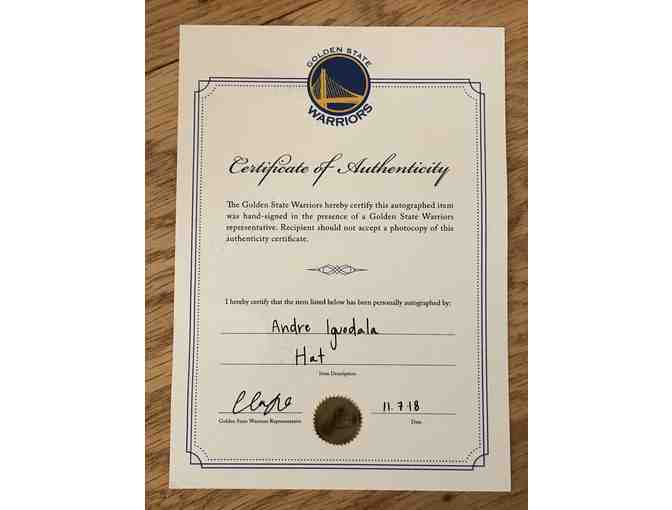 GOLDEN STATE
WARRIORS
Certificate of Authenticity
The Golden State Warriors hereby certify this autographed item
was hand-signed in the presence of a Golden State Warriors
representative. Recipient should not accept a photocopy of this
authenticity certificate.
I hereby certify that the item listed below has been personally autographed by:
Andre Iguodala
Hat
Item Description
11.7.18
Golden State Warriors Representative
Date